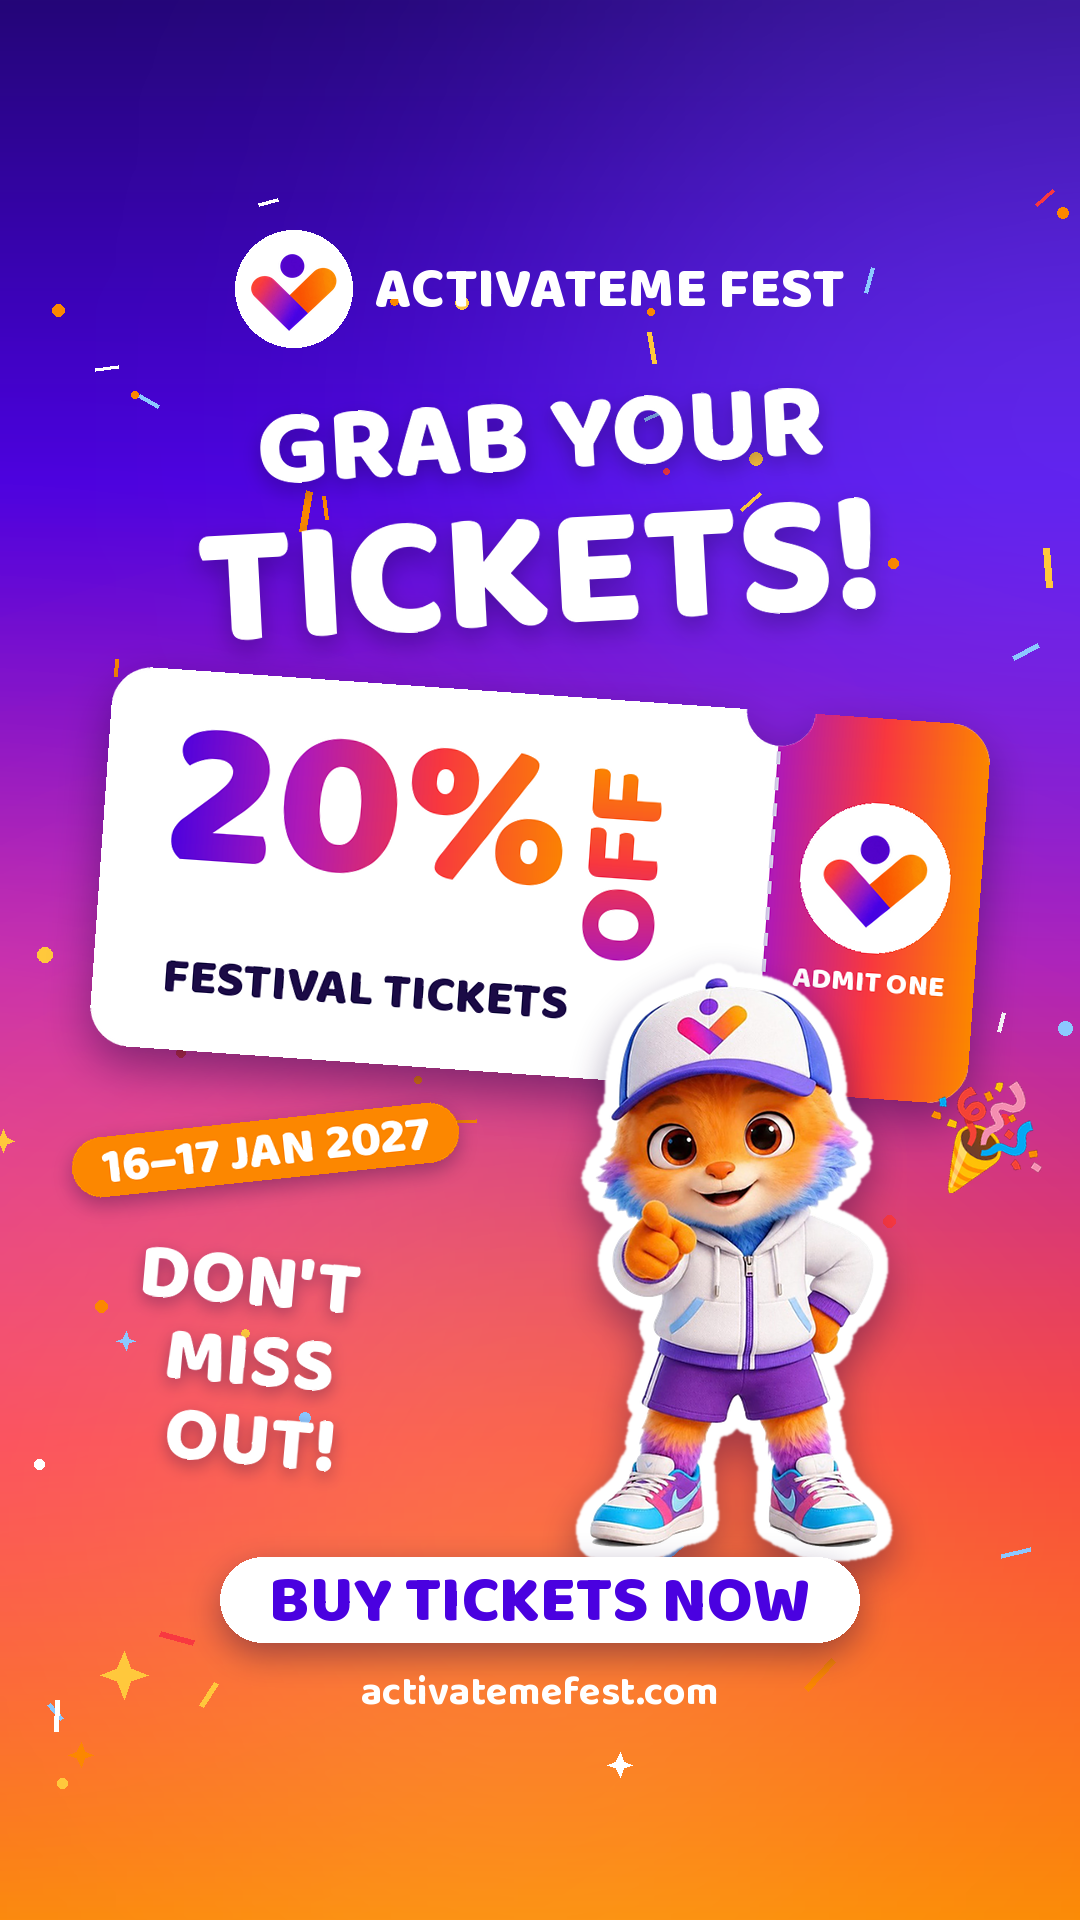 ACTIVATEME FEST
GRAB YOUR
TICKETS!
20% OFF
FESTIVAL TICKETS
ADMIT ONE
16–17 JAN 2027
DON'T
MISS
OUT!
BUY TICKETS NOW
activatemefest.com